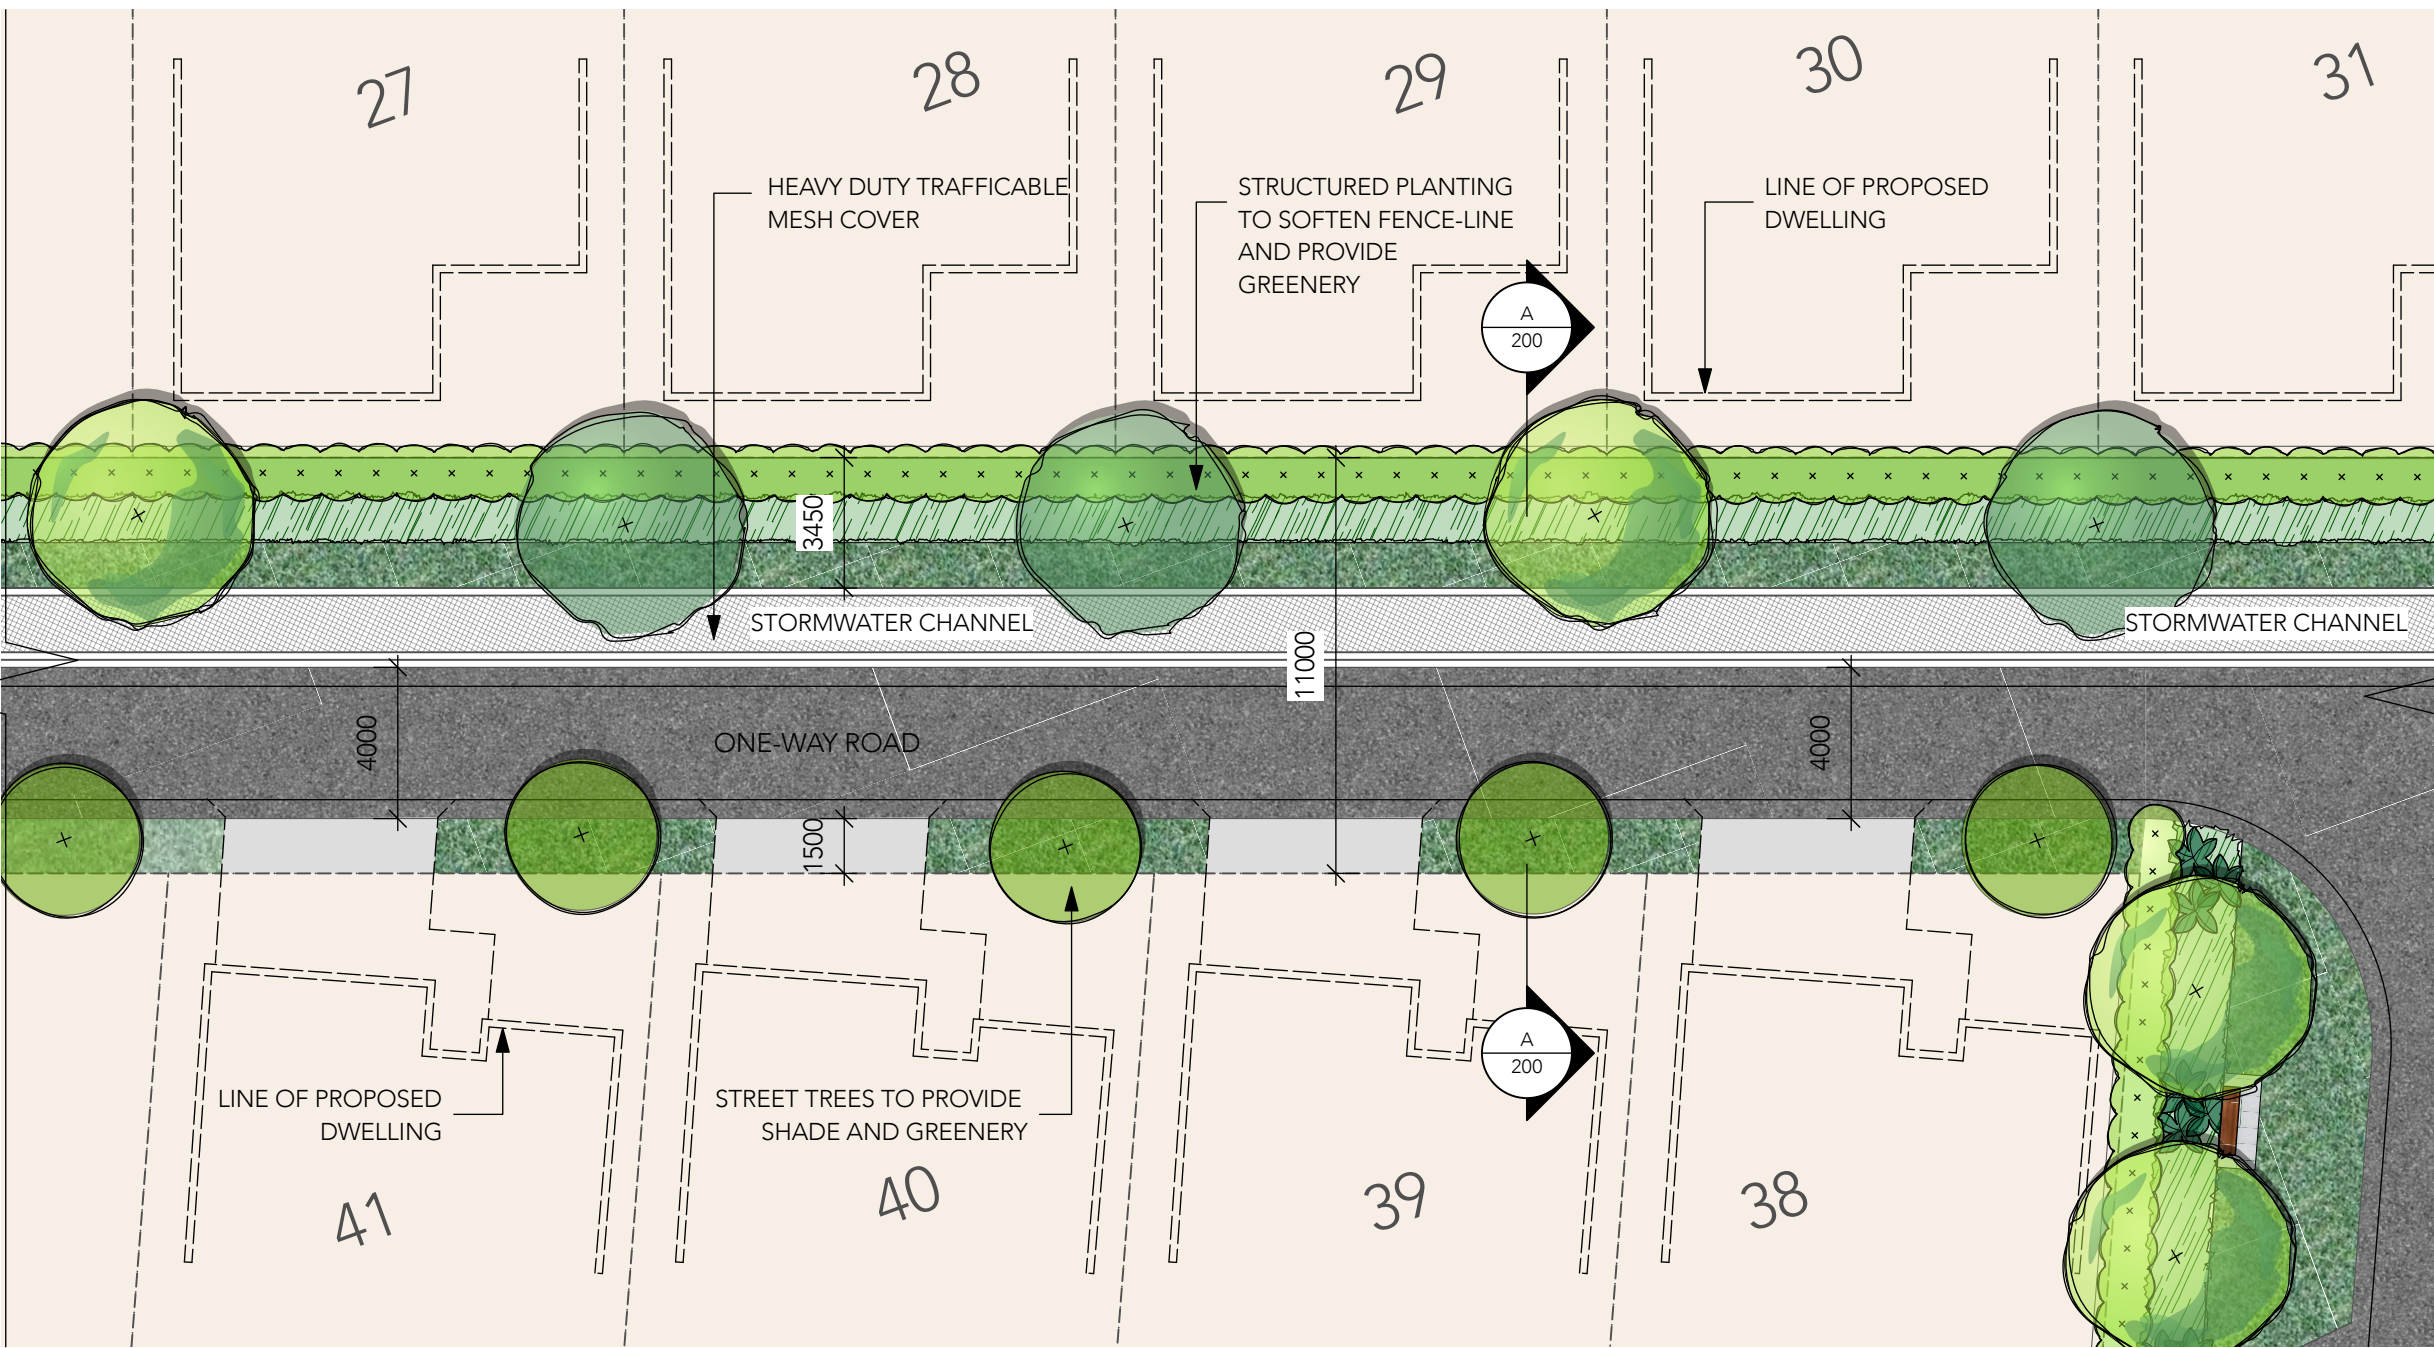 27
28
29
30
31
HEAVY DUTY TRAFFICABLE
MESH COVER
STRUCTURED PLANTING
TO SOFTEN FENCE-LINE
AND PROVIDE
GREENERY
LINE OF PROPOSED
DWELLING
A
200
3450
STORMWATER CHANNEL
STORMWATER CHANNEL
11000
4000
ONE-WAY ROAD
4000
1500
A
200
LINE OF PROPOSED
DWELLING
STREET TREES TO PROVIDE
SHADE AND GREENERY
41
40
39
38